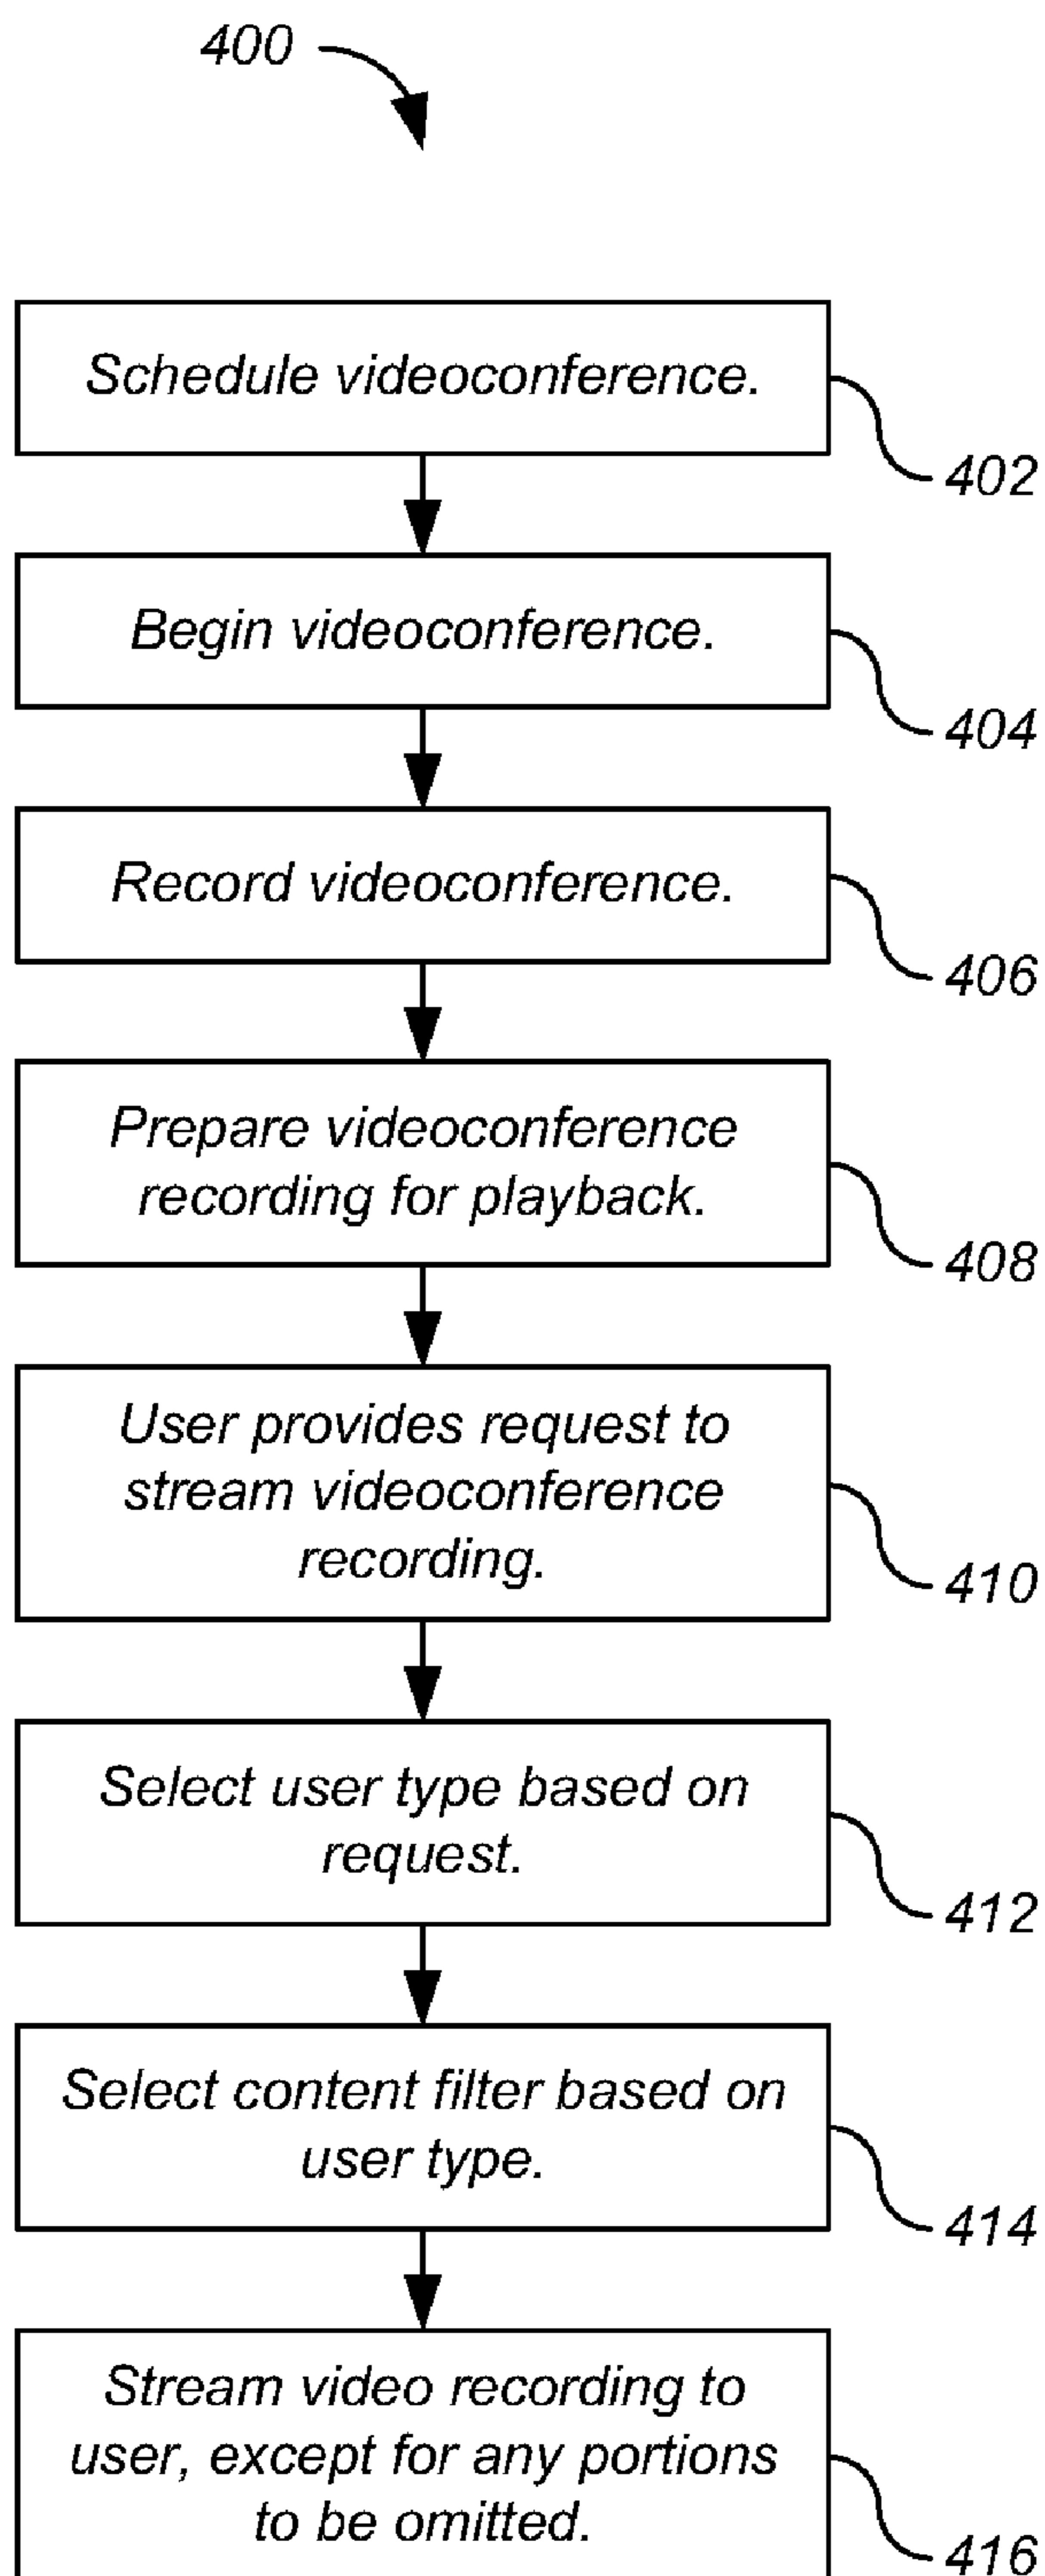 400
Schedule videoconference.
402
Begin videoconference.
404
Record videoconference.
406
Prepare videoconference
recording for playback.
408
User provides request to
stream videoconference
recording.
410
Select user type based on
request.
412
Select content filter based on
user type.
414
Stream video recording to
user, except for any portions
to be omitted.
416